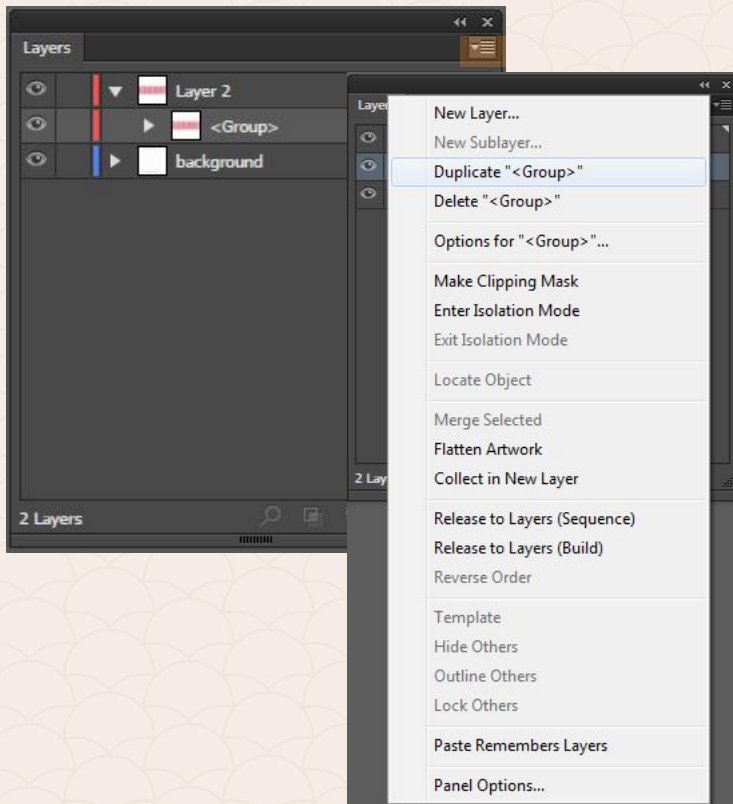 Layers
Layer 2
<Group>
background
2 Layers
Laye
New Layer...
New Sublayer...
Duplicate "<Group>"
Delete "<Group>"
Options for "<Group>"...
Make Clipping Mask
Enter Isolation Mode
Exit Isolation Mode
Locate Object
Merge Selected
Flatten Artwork
Collect in New Layer
2 Lay
Release to Layers (Sequence)
Release to Layers (Build)
Reverse Order
Template
Hide Others
Outline Others
Lock Others
Paste Remembers Layers
Panel Options...